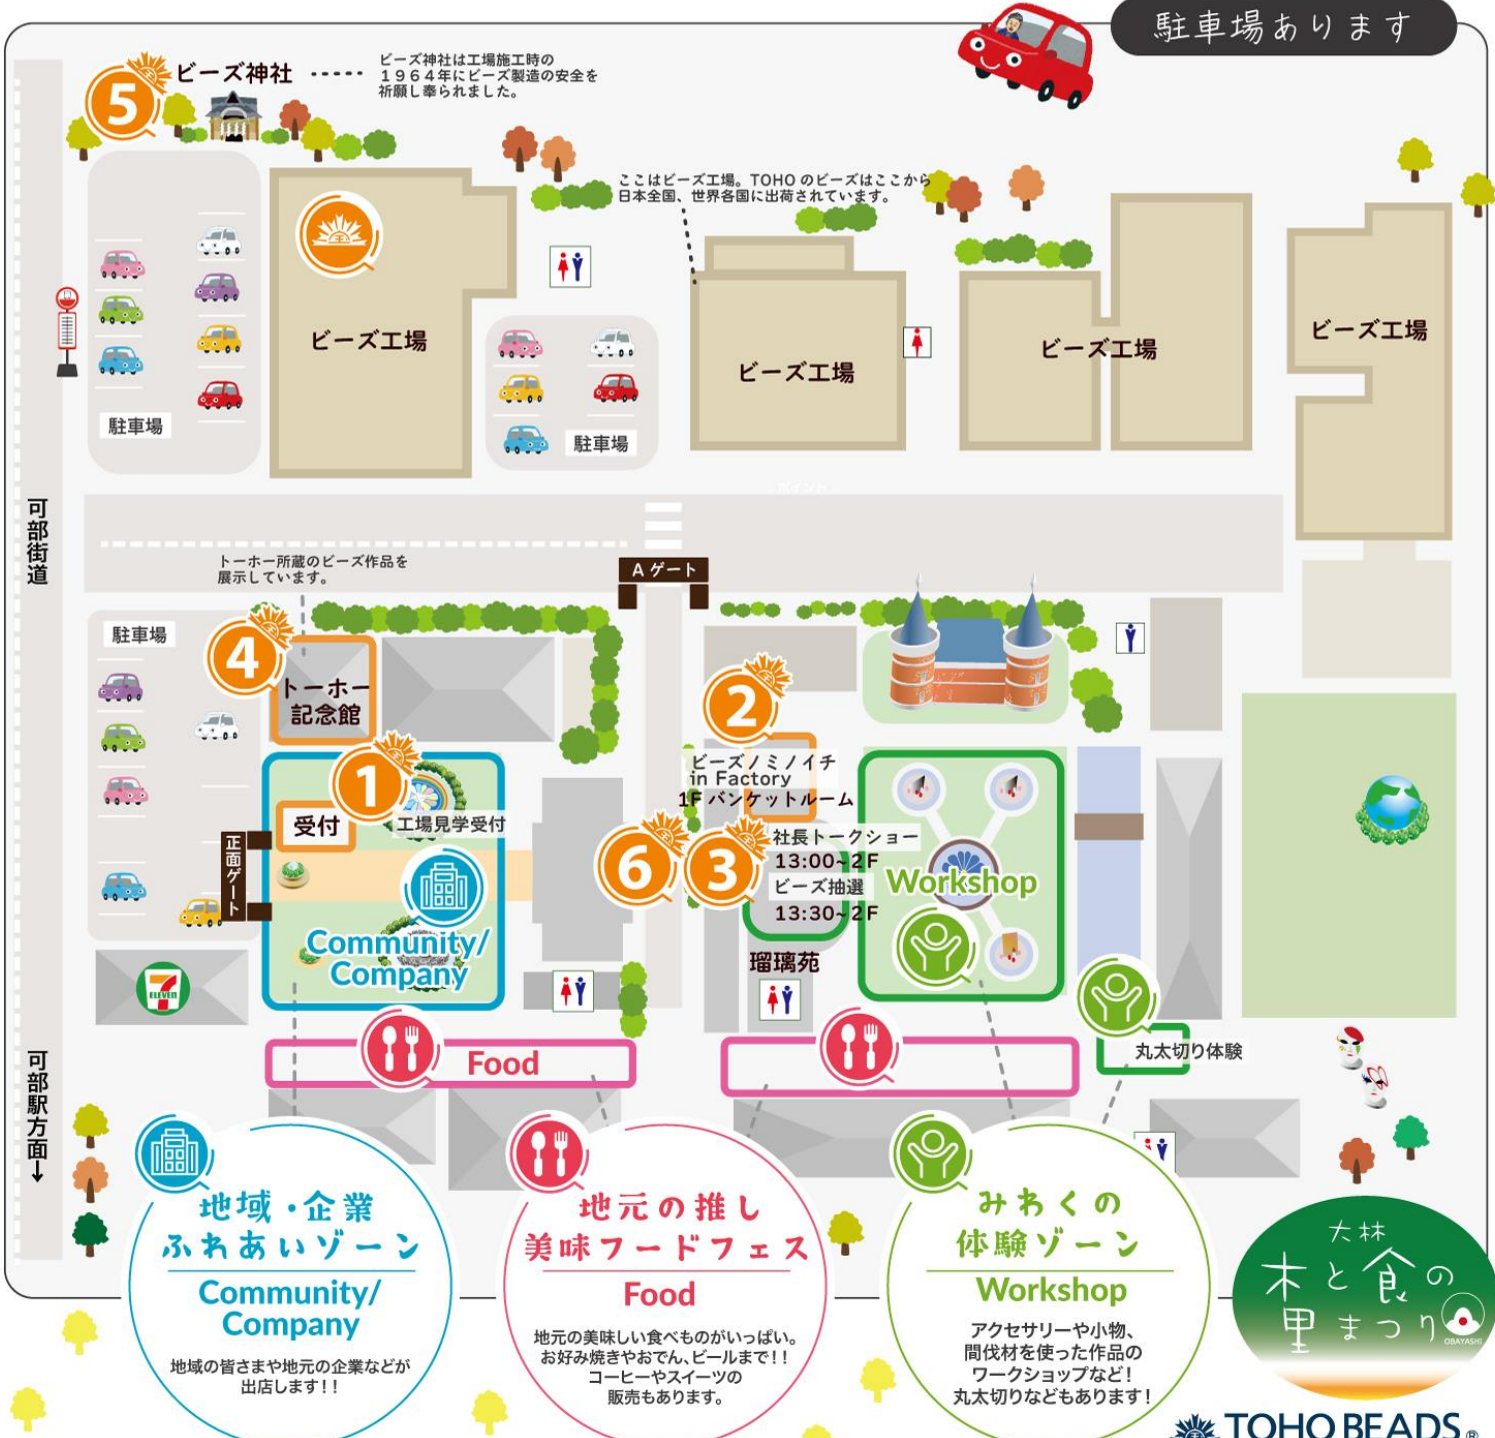 駐車場あります
5
ビーズ神社
ビーズ神社は工場施工時の
1964年にビーズ製造の安全を
祈願し奉られました。
ここはビーズ工場。TOHOのビーズはここから
日本全国、世界各国に出荷されています。
ビーズ工場
ビーズ工場
ビーズ工場
ビーズ工場
駐車場
駐車場
ポイント
可部街道
トーホー所蔵のビーズ作品を
展示しています。
Aゲート
駐車場
4
トーホー
記念館
2
ビーズノミノイチ
in Factory
1F バンケットルーム
1
受付
工場見学受付
正面ゲート
6
3
社長トークショー
13:00~2F
ビーズ抽選
13:30~2F
Workshop
Community/
Company
瑠璃苑
7
ELEVEN
Food
丸太切り体験
可部駅方面↓
地域・企業
ふれあいゾーン
Community/
Company
地域の皆さまや地元の企業などが
出店します!!
地元の推し
美味フードフェス
Food
地元の美味しい食べものがいっぱい。
お好み焼きやおでん、ビールまで!!
コーヒーやスイーツの
販売もあります。
みわくの
体験ゾーン
Workshop
アクセサリーや小物、
間伐材を使った作品の
ワークショップなど!
丸太切りなどもあります!
大林
木と食の
里まつり
OBAYASHI
TOHO BEADS®